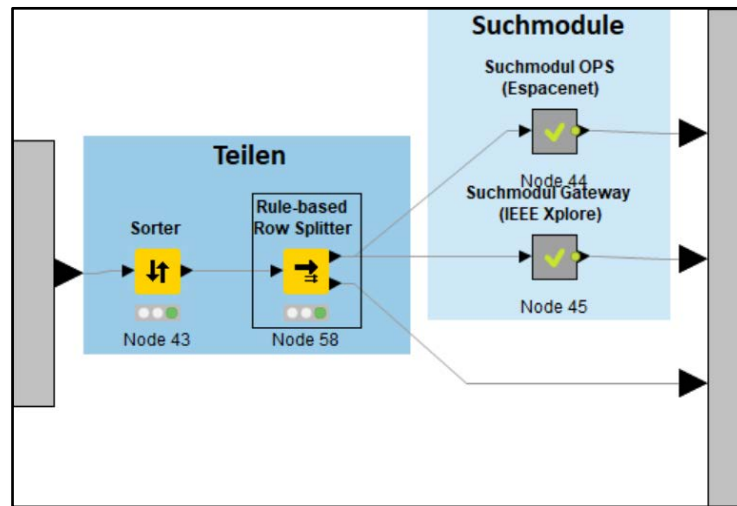 Suchmodule
Suchmodul OPS
(Espacenet)
Node 44
Suchmodul Gateway
(IEEE Xplore)
Node 45
Teilen
Sorter
Node 43
Rule-based
Row Splitter
Node 58